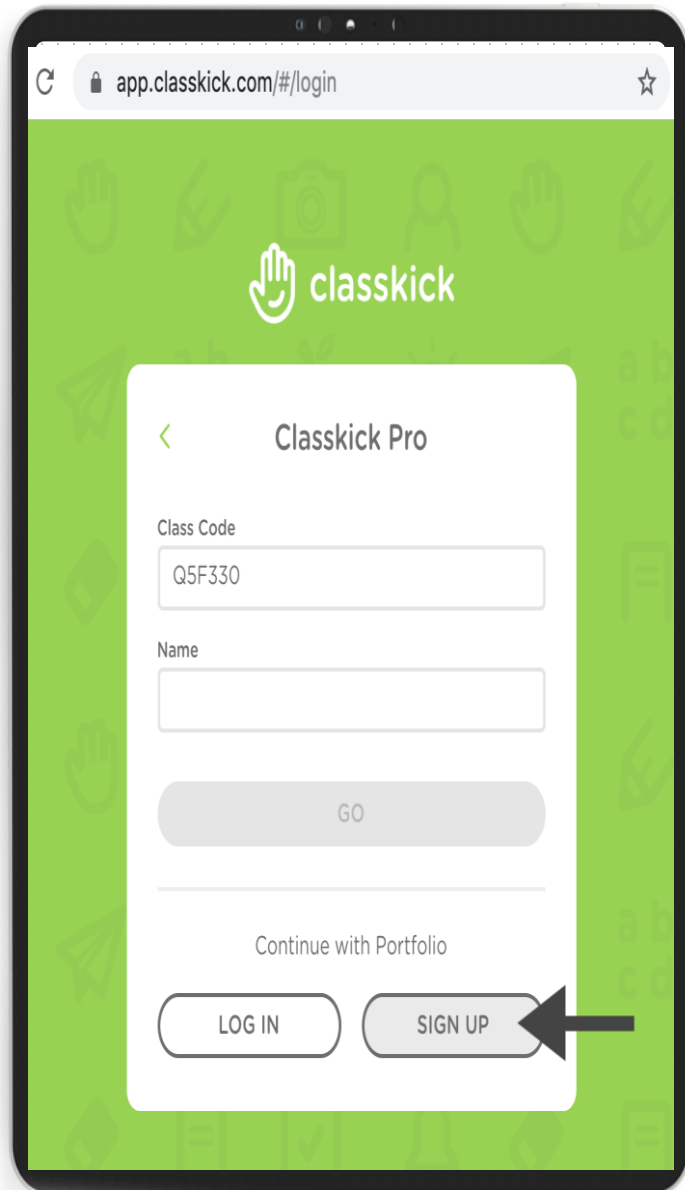 app.classkick.com/#/login
classkick
a b
c d
Classkick Pro
Class Code
Q5F330
Name
GO
Continue with Portfolio
a b
c d
LOG IN
SIGN UP